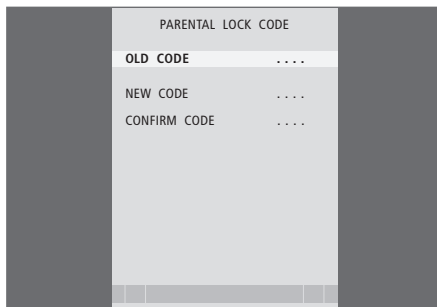 PARENTAL LOCK CODE
OLD CODE ....
NEW CODE ....
CONFIRM CODE ....